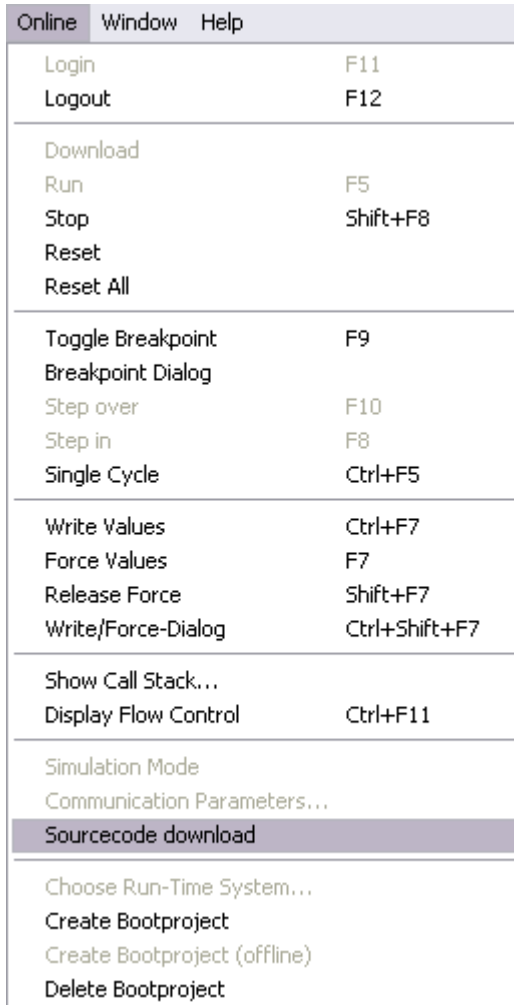 Online Window Help
Login F11
Logout F12
Download
Run F5
Stop Shift+F8
Reset
Reset All
Toggle Breakpoint F9
Breakpoint Dialog
Step over F10
Step in F8
Single Cycle Ctrl+F5
Write Values Ctrl+F7
Force Values F7
Release Force Shift+F7
Write/Force-Dialog Ctrl+Shift+F7
Show Call Stack...
Display Flow Control Ctrl+F11
Simulation Mode
Communication Parameters...
Sourcecode download
Choose Run-Time System...
Create Bootproject
Create Bootproject (offline)
Delete Bootproject